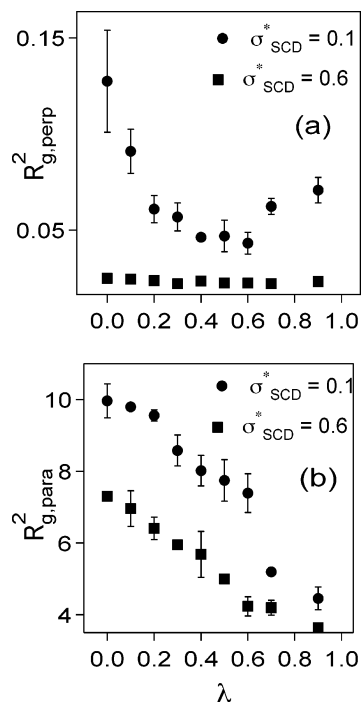 0.15
σ*SCD = 0.1
σ*SCD = 0.6
(a)
R²g,perp
0.05
0.0 0.2 0.4 0.6 0.8 1.0
10
σ*SCD = 0.1
σ*SCD = 0.6
8
(b)
R²g,para
6
4
0.0 0.2 0.4 0.6 0.8 1.0
λ